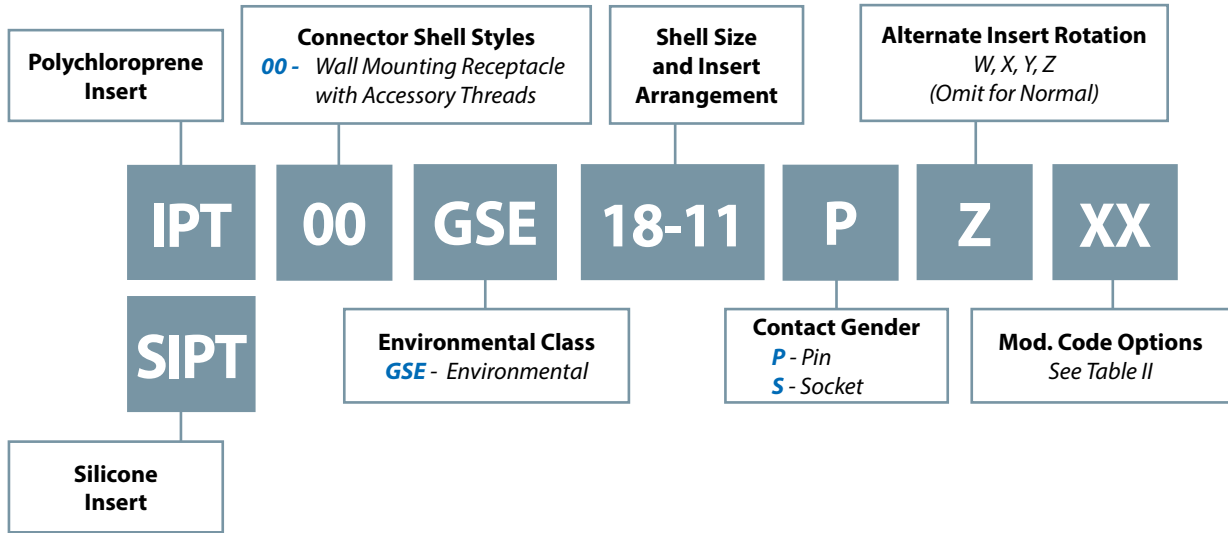 Polychloroprene
Insert
Connector Shell Styles
00 - Wall Mounting Receptacle
with Accessory Threads
Shell Size
and Insert
Arrangement
Alternate Insert Rotation
W, X, Y, Z
(Omit for Normal)
IPT 00 GSE 18-11 P Z XX
SIPT
Environmental Class
GSE - Environmental
Contact Gender
P - Pin
S - Socket
Mod. Code Options
See Table II
Silicone
Insert